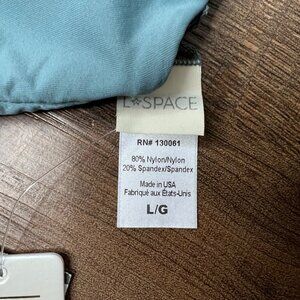 L*SPACE
RN# 130061
80% Nylon/Nylon
20% Spandex/Spandex
Made in USA
Fabriqué aux États-Unis
L/G